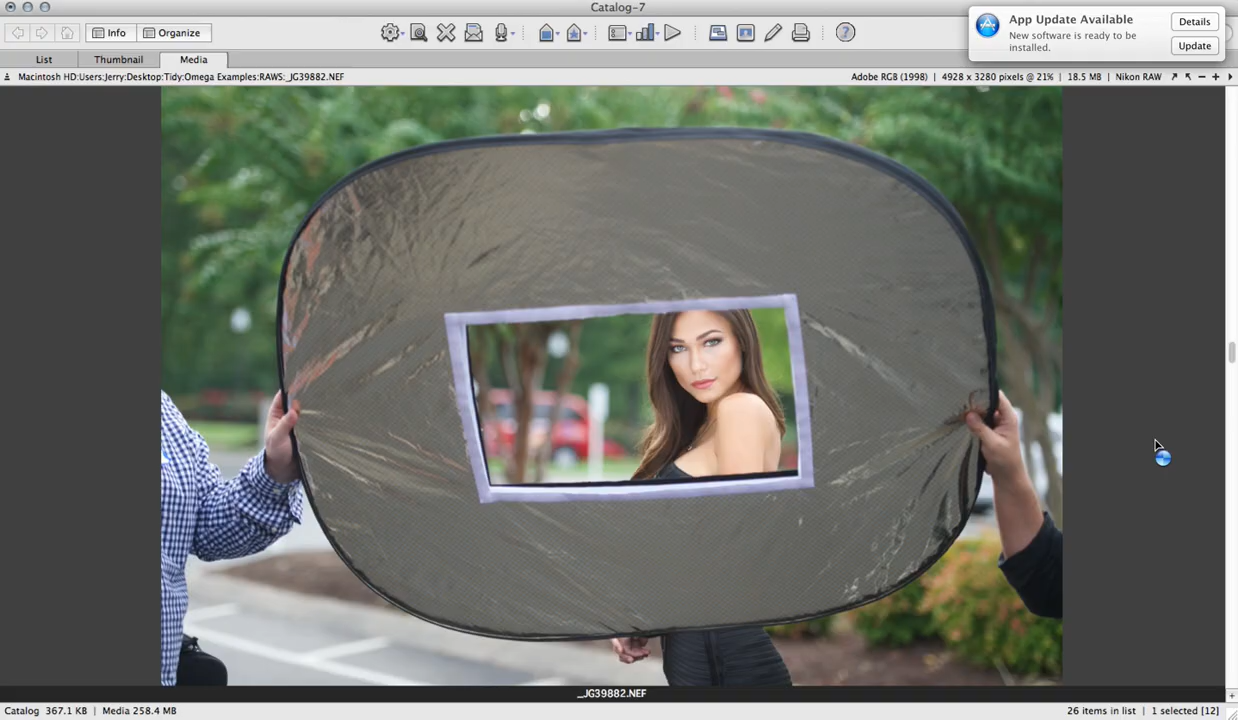 Catalog-7
Info
Organize
App Update Available
New software is ready to be
installed.
Details
Update
List
Thumbnail
Media
Macintosh HD:Users:Jerry:Desktop:Tidy:Omega Examples:RAWS:_JG39882.NEF
Adobe RGB (1998) | 4928 x 3280 pixels @ 21% | 18.5 MB | Nikon RAW
_JG39882.NEF
Catalog 367.1 KB | Media 258.4 MB
26 items in list | 1 selected [12]